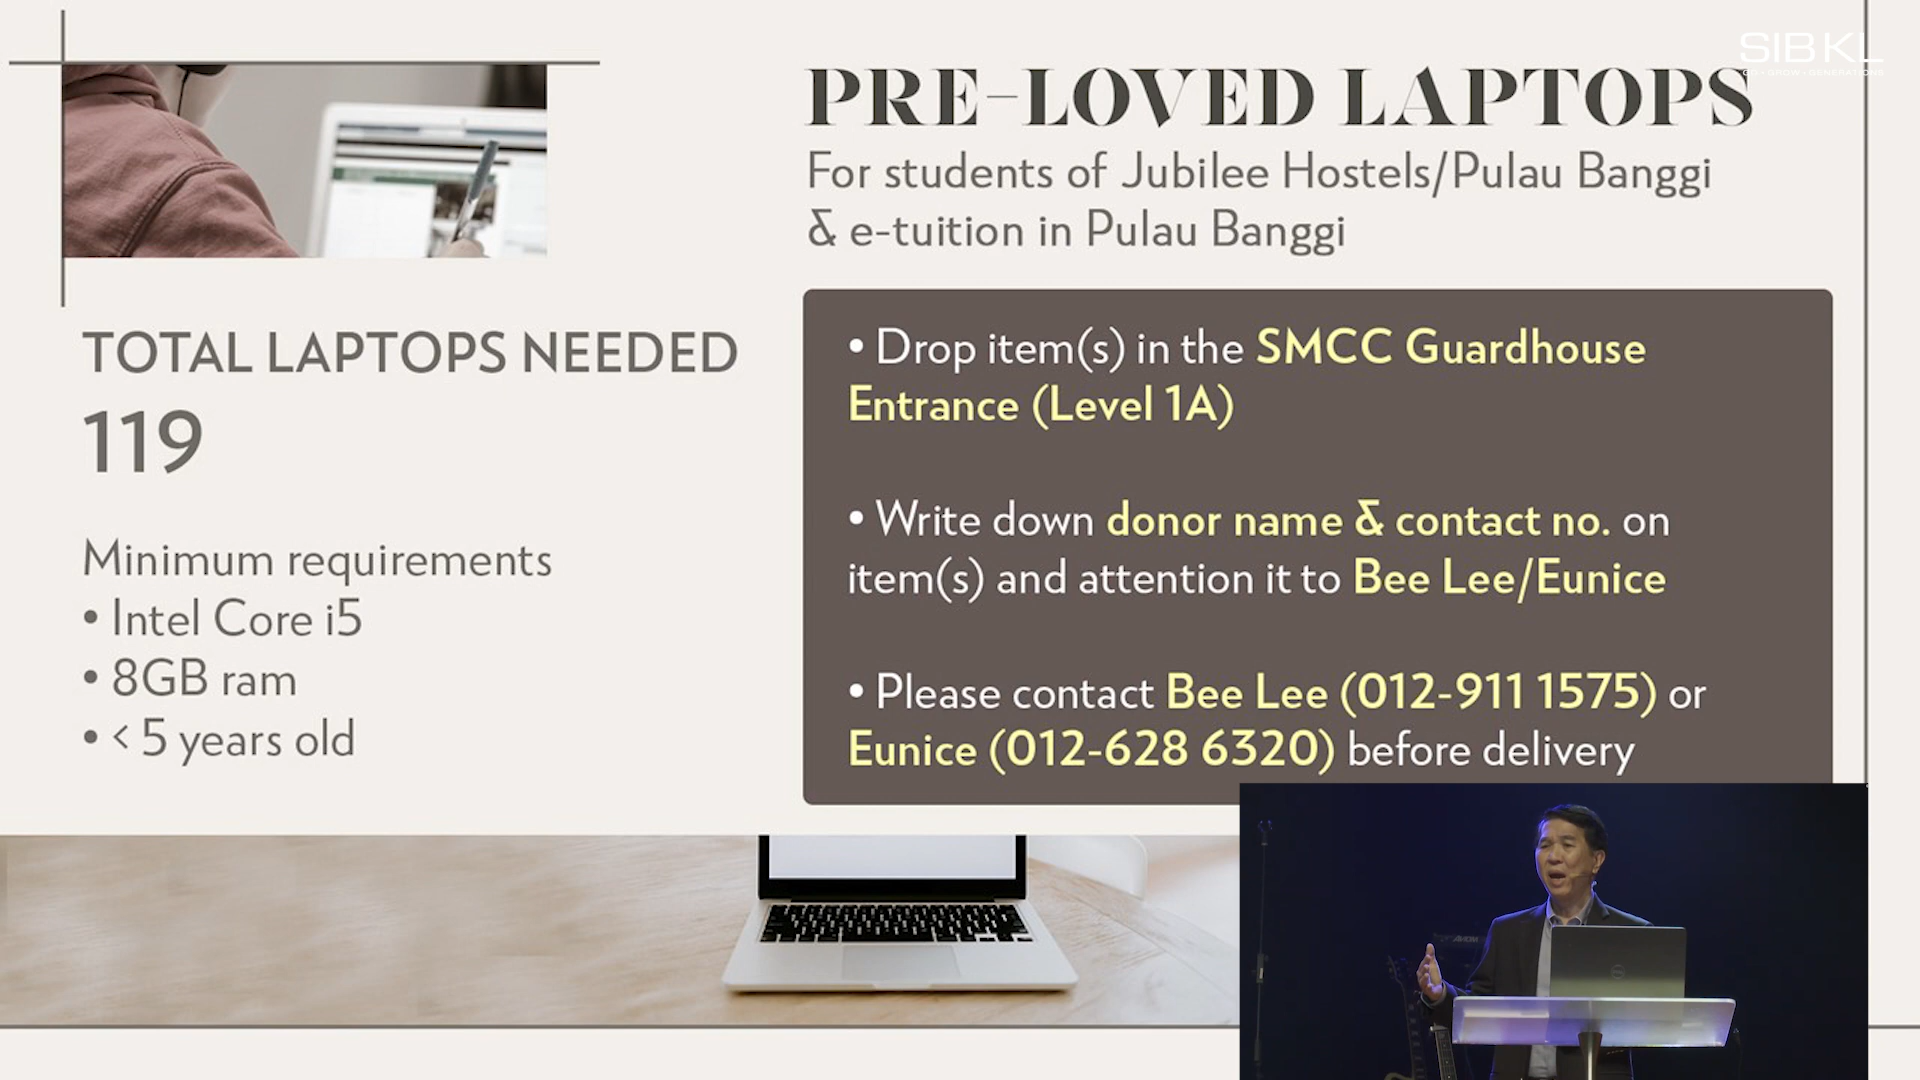 SIB KL
PRE-LOVED LAPTOPS
For students of Jubilee Hostels/Pulau Banggi
& e-tuition in Pulau Banggi
TOTAL LAPTOPS NEEDED
119
Minimum requirements
• Intel Core i5
• 8GB ram
• < 5 years old
• Drop item(s) in the SMCC Guardhouse
Entrance (Level 1A)
• Write down donor name & contact no. on
item(s) and attention it to Bee Lee/Eunice
• Please contact Bee Lee (012-911 1575) or
Eunice (012-628 6320) before delivery